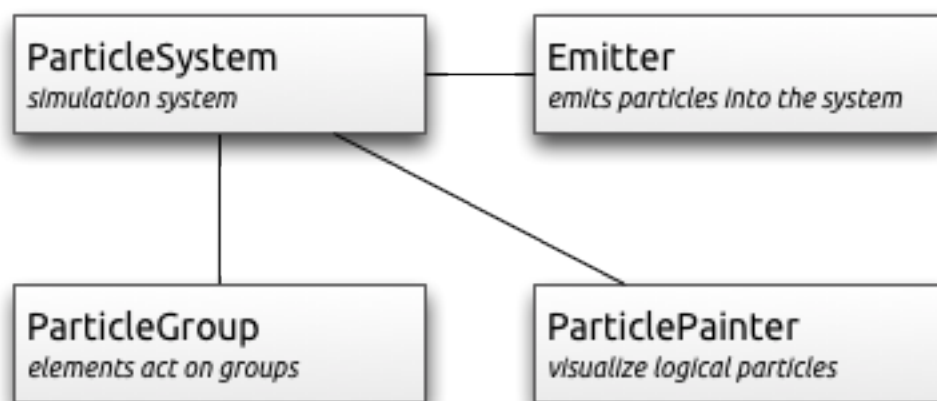 ParticleSystem
simulation system
Emitter
emits particles into the system
ParticleGroup
elements act on groups
ParticlePainter
visualize logical particles